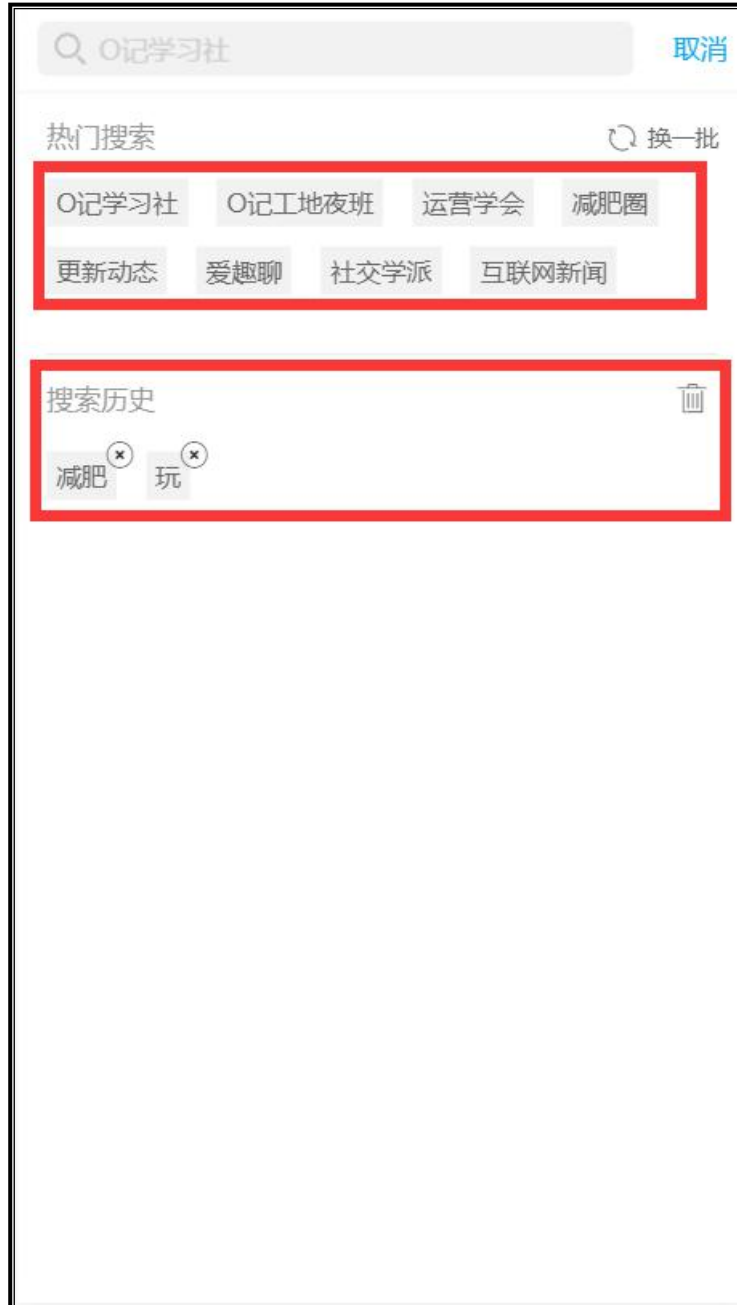 O记学习社 取消
热门搜索 换一批
O记学习社 O记工地夜班 运营学会 减肥圈
更新动态 爱趣聊 社交学派 互联网新闻
搜索历史
减肥 玩